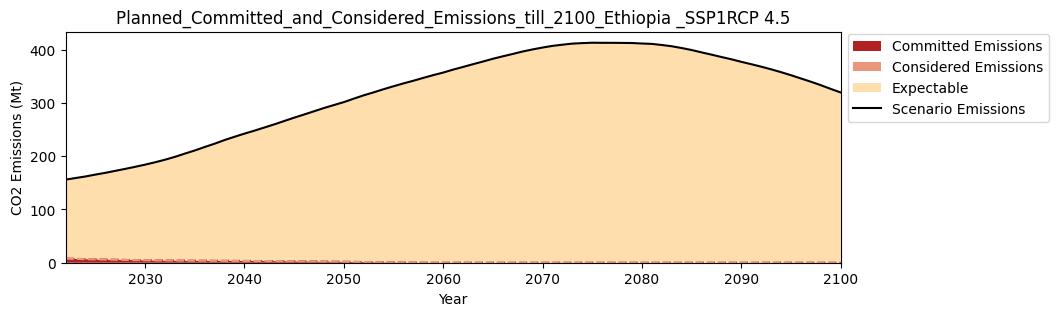 Planned_Committed_and_Considered_Emissions_till_2100_Ethiopia _SSP1RCP 4.5
Committed Emissions
Considered Emissions
Expectable
Scenario Emissions
CO2 Emissions (Mt)
400
300
200
100
0
2030 2040 2050 2060 2070 2080 2090 2100
Year